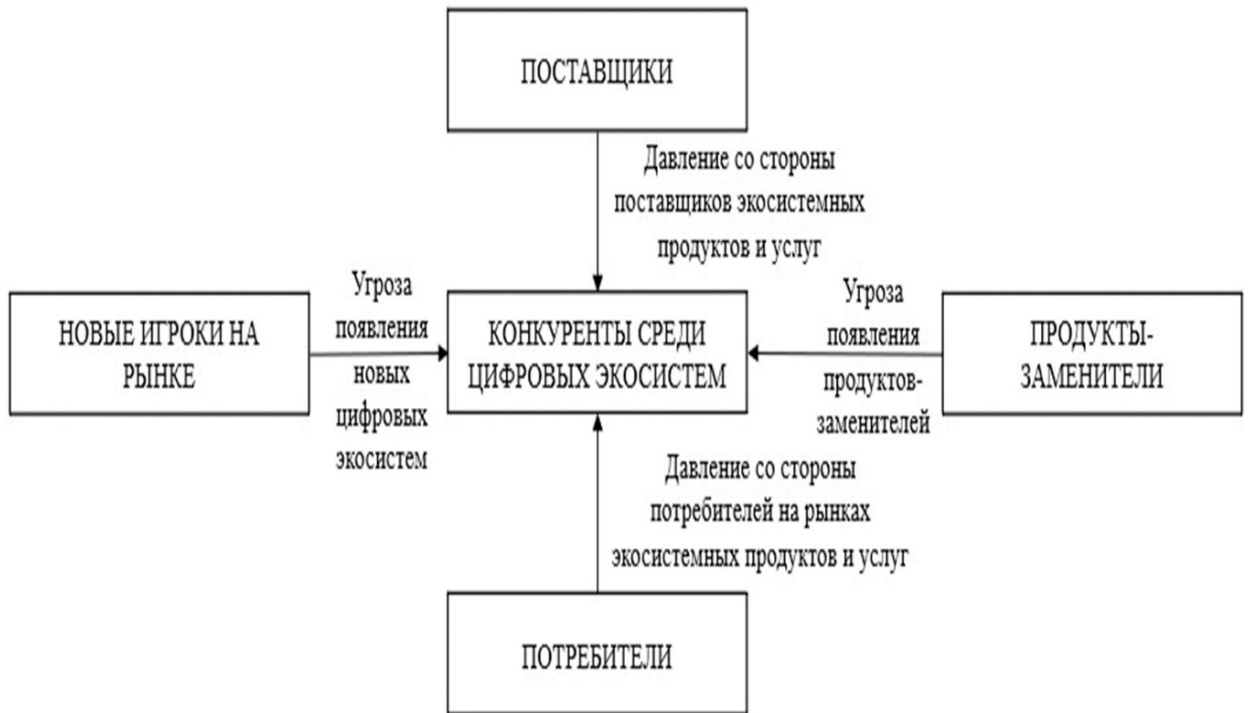 ПОСТАВЩИКИ
Давление со стороны
поставщиков экосистемных
продуктов и услуг
НОВЫЕ ИГРОКИ НА
РЫНКЕ
Угроза
появления
новых
цифровых
экосистем
КОНКУРЕНТЫ СРЕДИ
ЦИФРОВЫХ ЭКОСИСТЕМ
Угроза
появления
продуктов-
заменителей
ПРОДУКТЫ-
ЗАМЕНИТЕЛИ
Давление со стороны
потребителей на рынках
экосистемных продуктов и услуг
ПОТРЕБИТЕЛИ